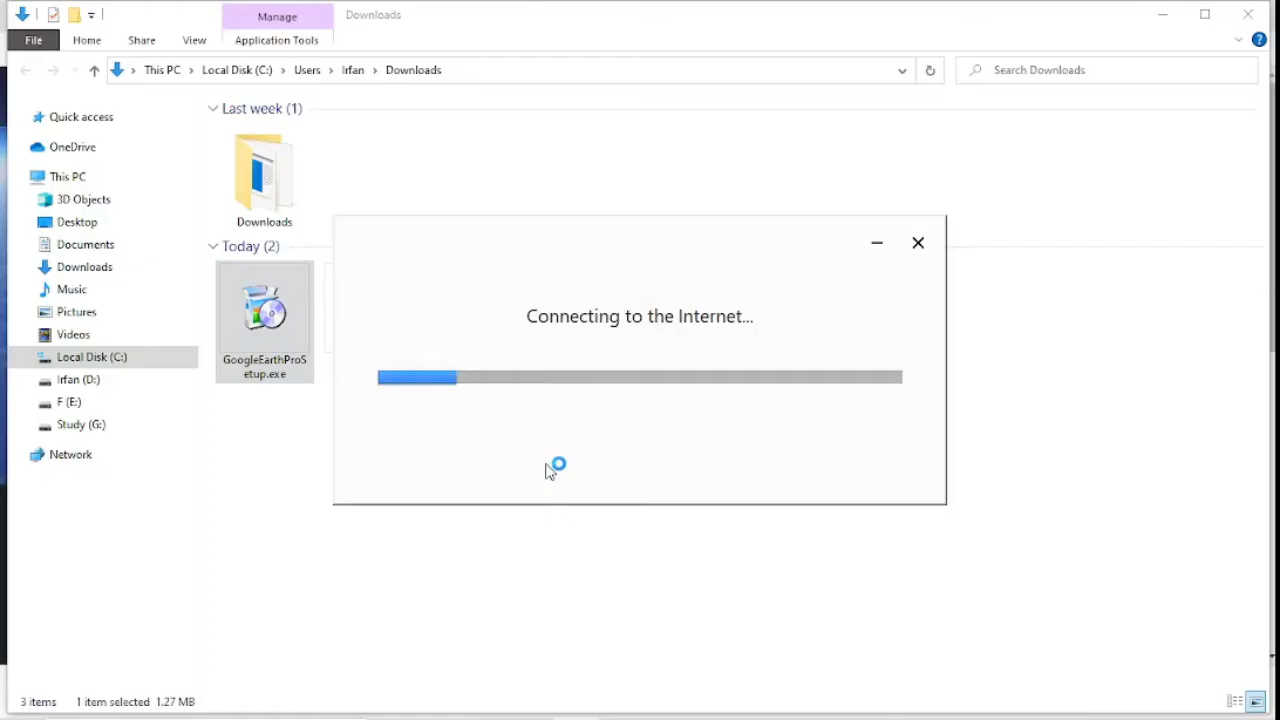 Manage
Downloads
File
Home
Share
View
Application Tools
This PC
Local Disk (C:)
Users
Irfan
Downloads
Search Downloads
Quick access
OneDrive
This PC
3D Objects
Desktop
Documents
Downloads
Music
Pictures
Videos
Local Disk (C:)
Irfan (D:)
F (E:)
Study (G:)
Network
Last week (1)
Downloads
Today (2)
GoogleEarthProS
etup.exe
Connecting to the Internet...
3 items
1 item selected 1.27 MB